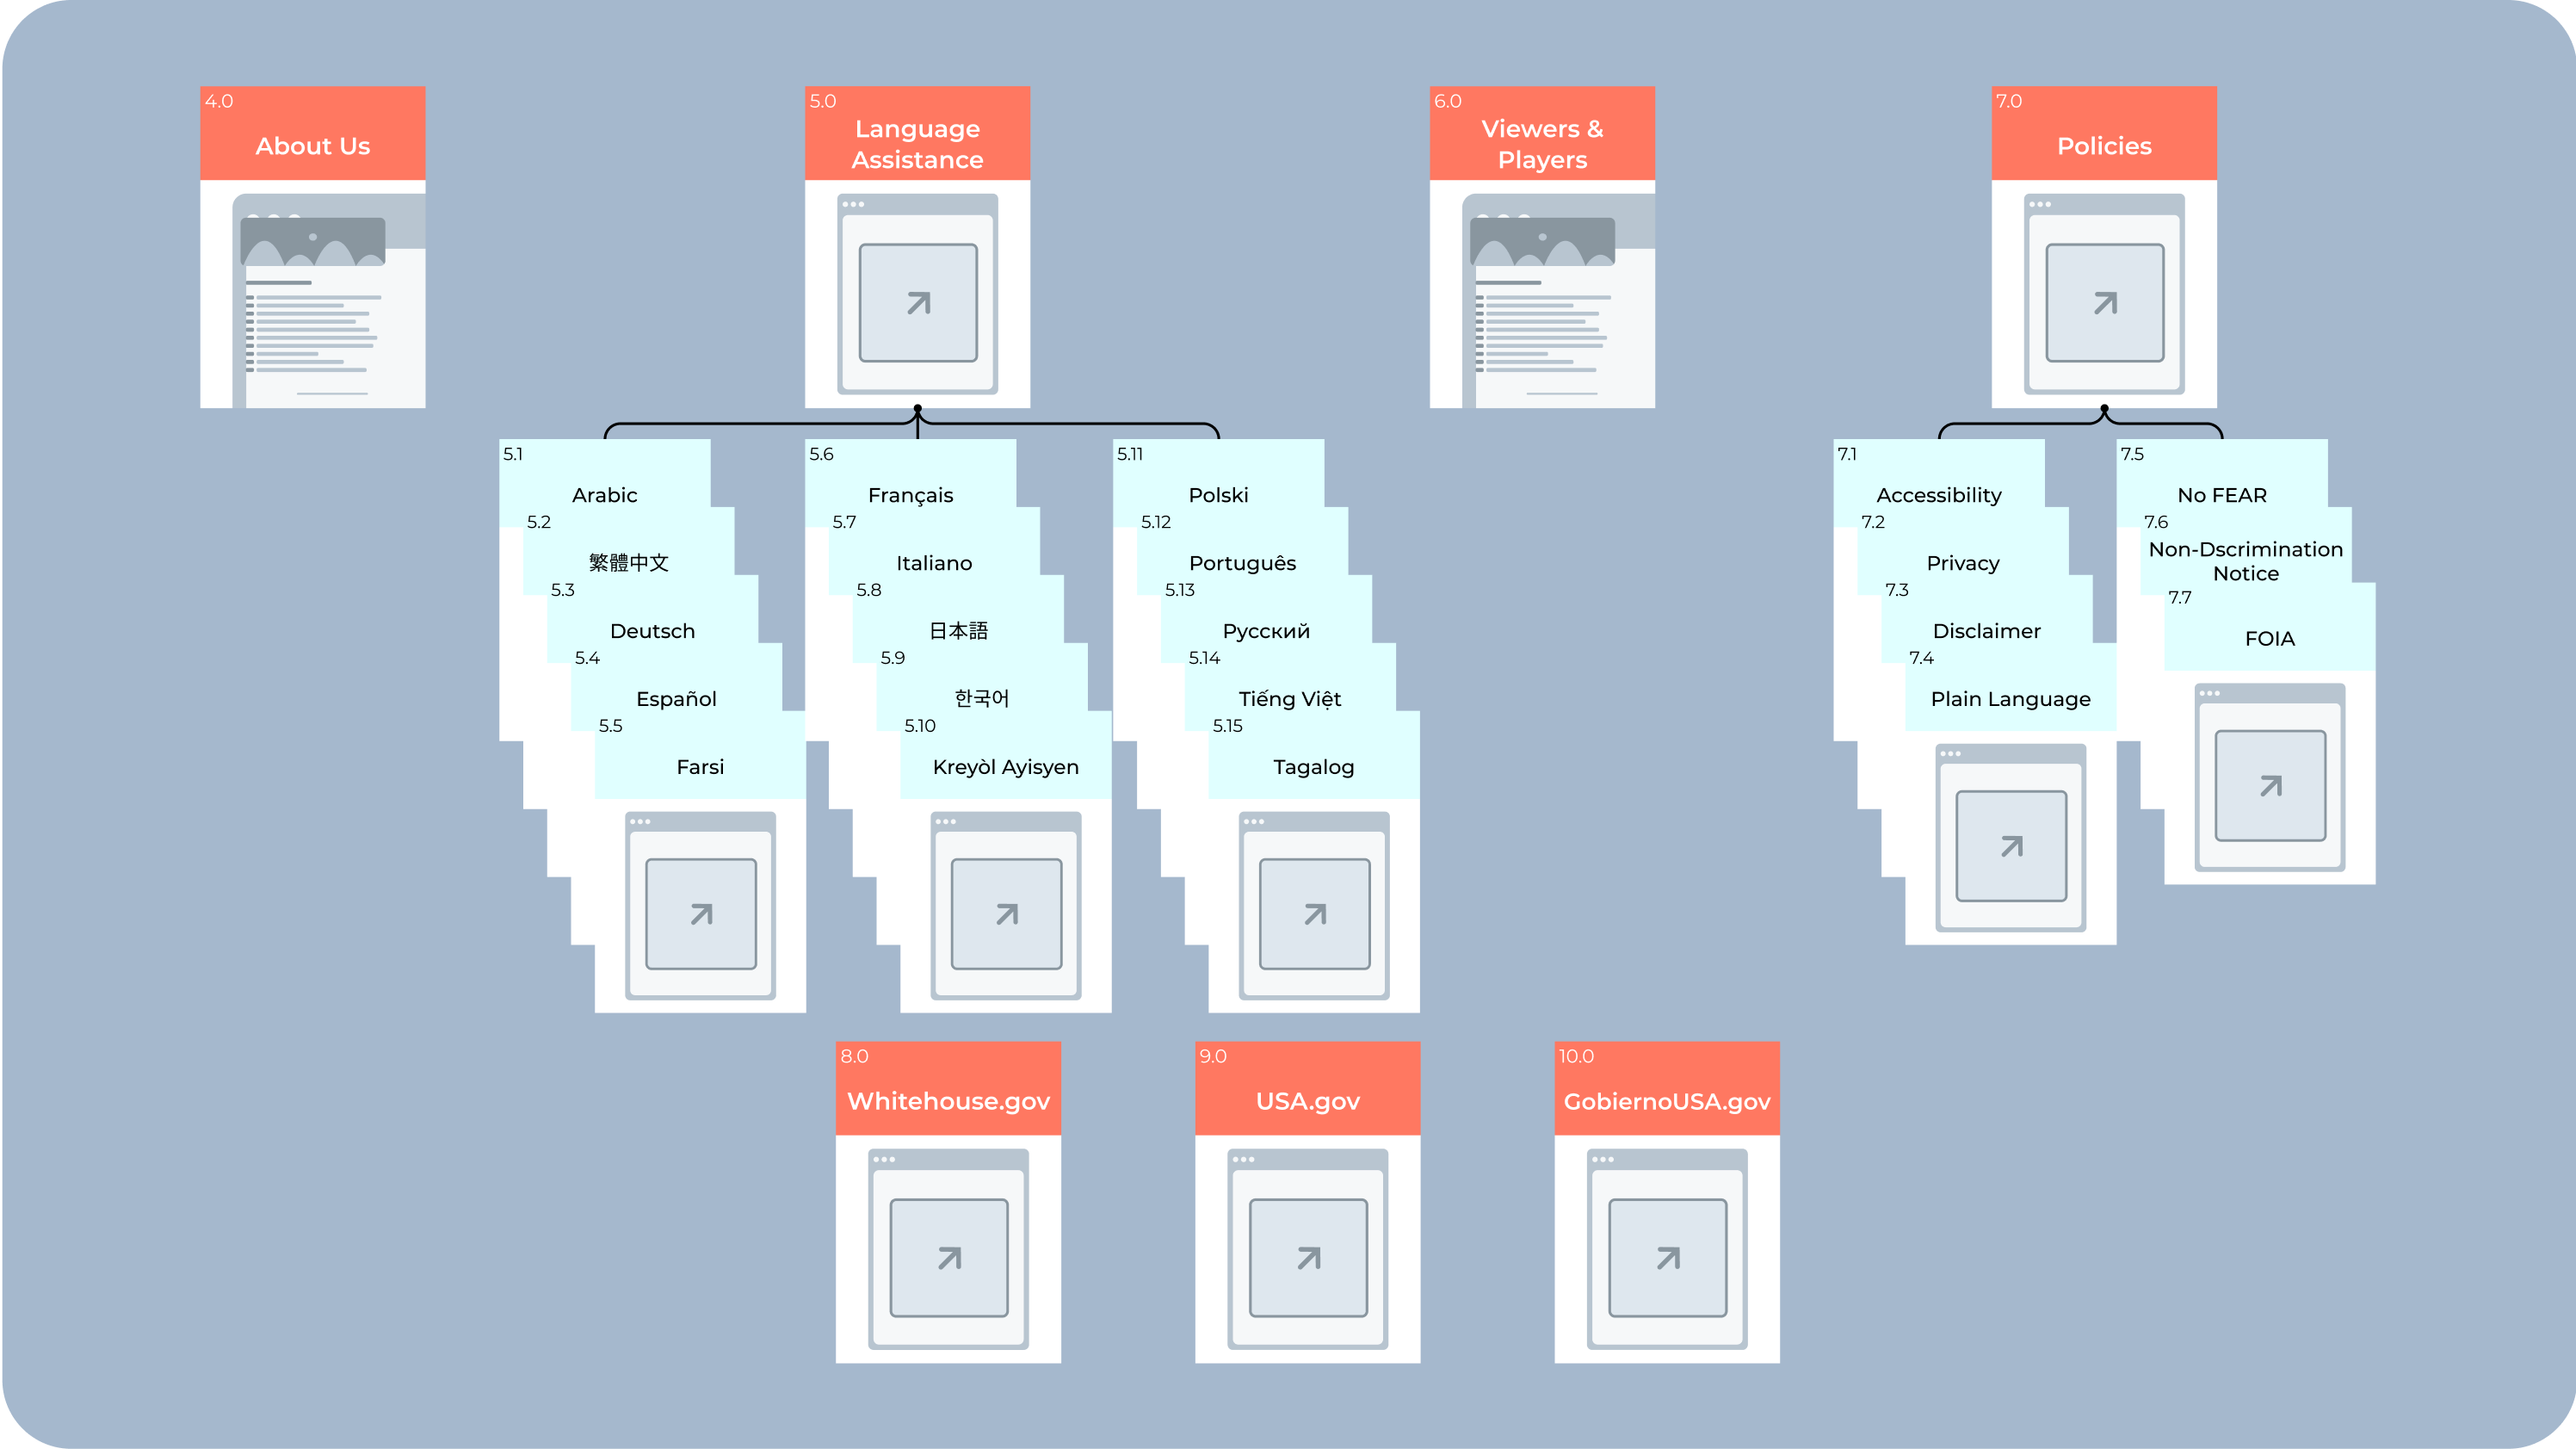 4.0
About Us
5.0
Language
Assistance
6.0
Viewers &
Players
7.0
Policies
5.1
Arabic
5.2
繁體中文
5.3
Deutsch
5.4
Español
5.5
Farsi
5.6
Français
5.7
Italiano
5.8
日本語
5.9
한국어
5.10
Kreyòl Ayisyen
5.11
Polski
5.12
Português
5.13
Русский
5.14
Tiếng Việt
5.15
Tagalog
7.1
Accessibility
7.2
Privacy
7.3
Disclaimer
7.4
Plain Language
7.5
No FEAR
7.6
Non-Dscrimination
Notice
7.7
FOIA
8.0
Whitehouse.gov
9.0
USA.gov
10.0
GobiernoUSA.gov